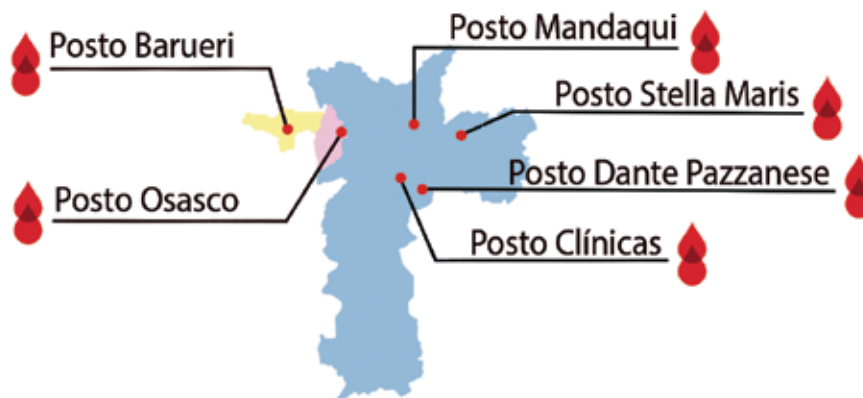 Posto Barueri
Posto Mandaqui
Posto Stella Maris
Posto Osasco
Posto Dante Pazzanese
Posto Clínicas